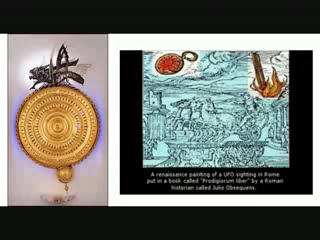 A renaissance painting of a UFO sighting in Rome
put in a book called "Prodigiorum liber" by a Roman
historian called Julio Obsequens.